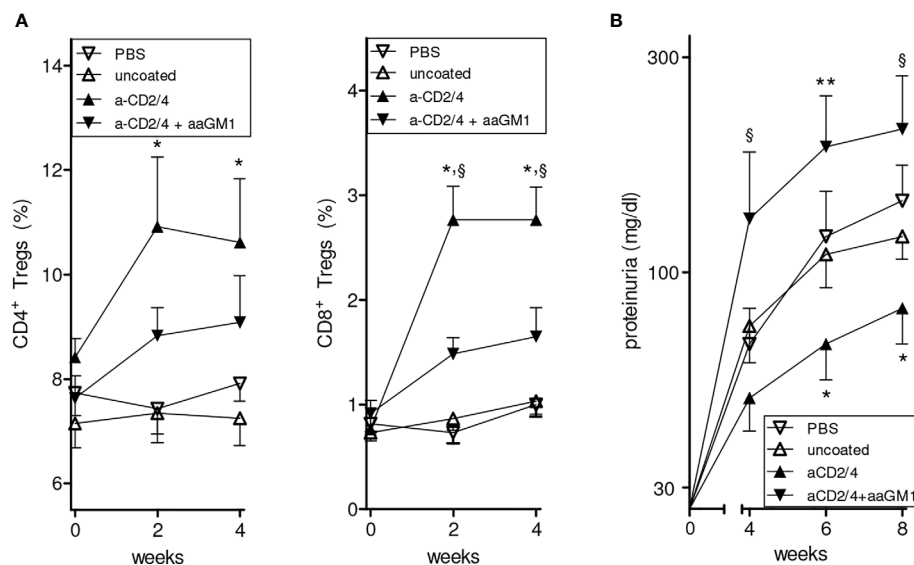 A
PBS
uncoated
a-CD2/4
a-CD2/4 + aaGM1
14
12
10
8
6
CD4+ Tregs (%)
* *
0 2 4
weeks
PBS
uncoated
a-CD2/4
a-CD2/4 + aaGM1
4
3
2
1
0
CD8+ Tregs (%)
*,§ *,§
0 2 4
weeks
B
300
100
30
proteinuria (mg/dl)
§ ** §
* *
PBS
uncoated
aCD2/4
aCD2/4+aaGM1
0 4 6 8
weeks